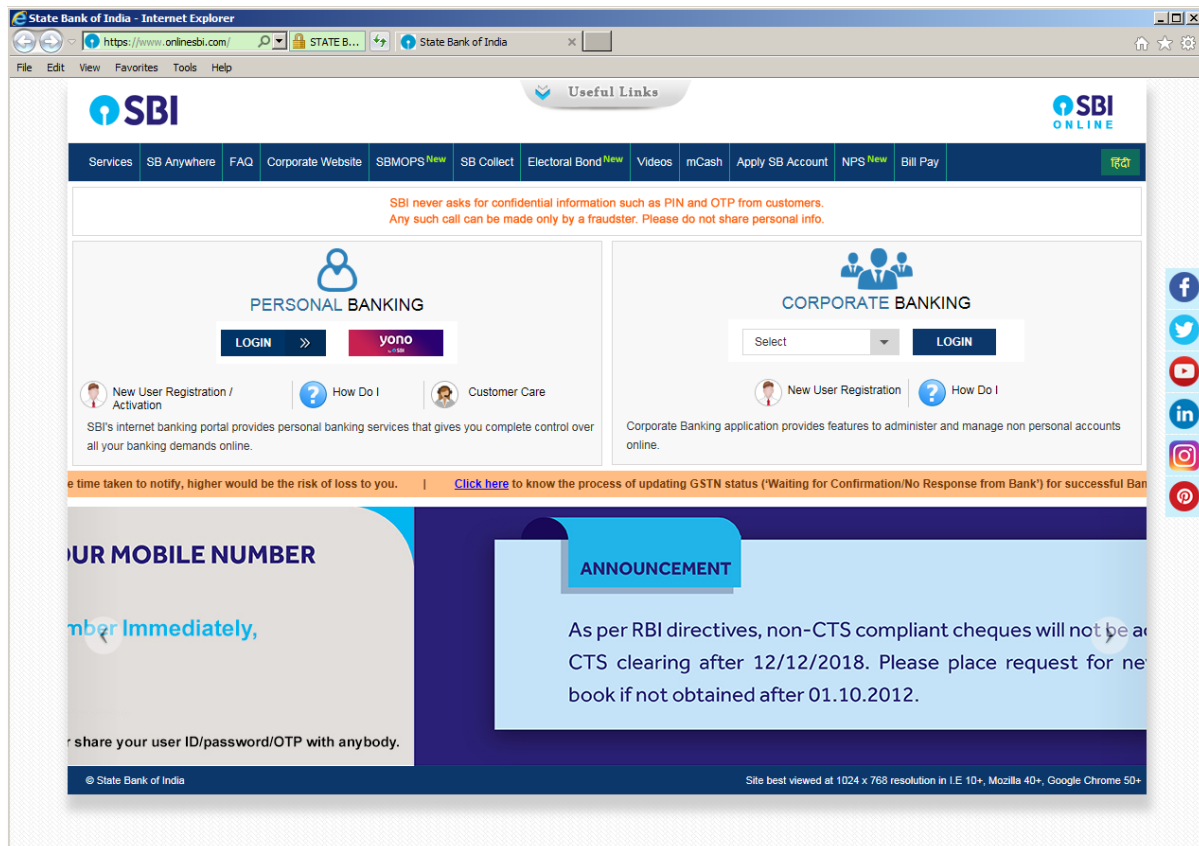 State Bank of India - Internet Explorer
https://www.onlinesbi.com/ STATE B... State Bank of India
File Edit View Favorites Tools Help
Useful Links
SBI
SBI
ONLINE
Services SB Anywhere FAQ Corporate Website SBMOPS New SB Collect Electoral Bond New Videos mCash Apply SB Account NPS New Bill Pay हिंदी
SBI never asks for confidential information such as PIN and OTP from customers.
Any such call can be made only by a fraudster. Please do not share personal info.
PERSONAL BANKING
LOGIN » yono
by SBI
New User Registration /
Activation
How Do I
Customer Care
SBI's internet banking portal provides personal banking services that gives you complete control over
all your banking demands online.
CORPORATE BANKING
Select LOGIN
New User Registration
How Do I
Corporate Banking application provides features to administer and manage non personal accounts
online.
e time taken to notify, higher would be the risk of loss to you. | Click here to know the process of updating GSTN status (‘Waiting for Confirmation/No Response from Bank’) for successful Ban
UR MOBILE NUMBER
mber Immediately,
share your user ID/password/OTP with anybody.
ANNOUNCEMENT
As per RBI directives, non-CTS compliant cheques will not be ac
CTS clearing after 12/12/2018. Please place request for ne
book if not obtained after 01.10.2012.
© State Bank of India
Site best viewed at 1024 x 768 resolution in I.E 10+, Mozilla 40+, Google Chrome 50+